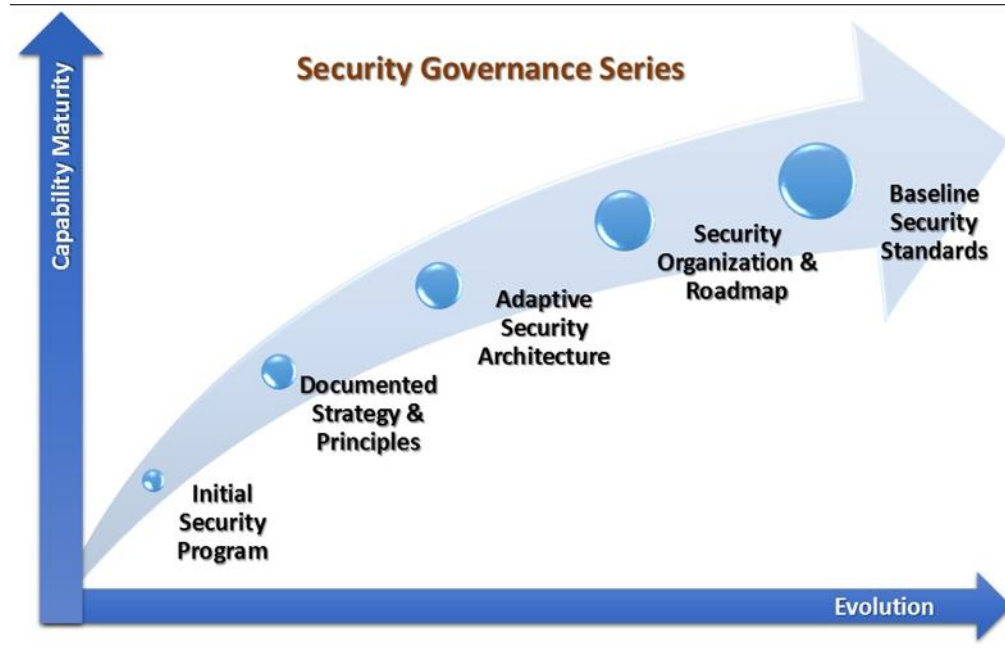 Security Governance Series
Capability Maturity
Initial
Security
Program
Documented
Strategy &
Principles
Adaptive
Security
Architecture
Security
Organization &
Roadmap
Baseline
Security
Standards
Evolution